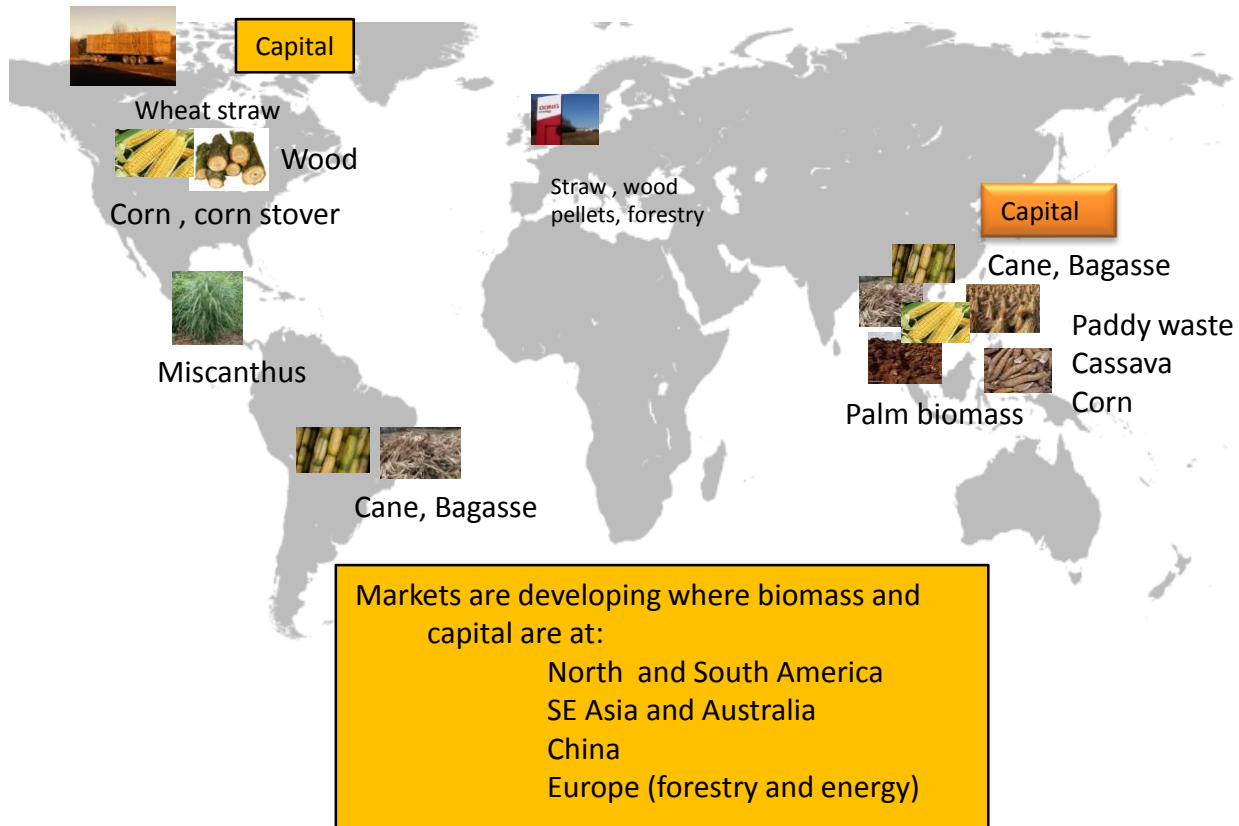 Capital
Wheat straw
Wood
Corn , corn stover
Miscanthus
Cane, Bagasse
Straw , wood
pellets, forestry
Capital
Cane, Bagasse
Paddy waste
Cassava
Corn
Palm biomass
Markets are developing where biomass and
capital are at:
North and South America
SE Asia and Australia
China
Europe (forestry and energy)